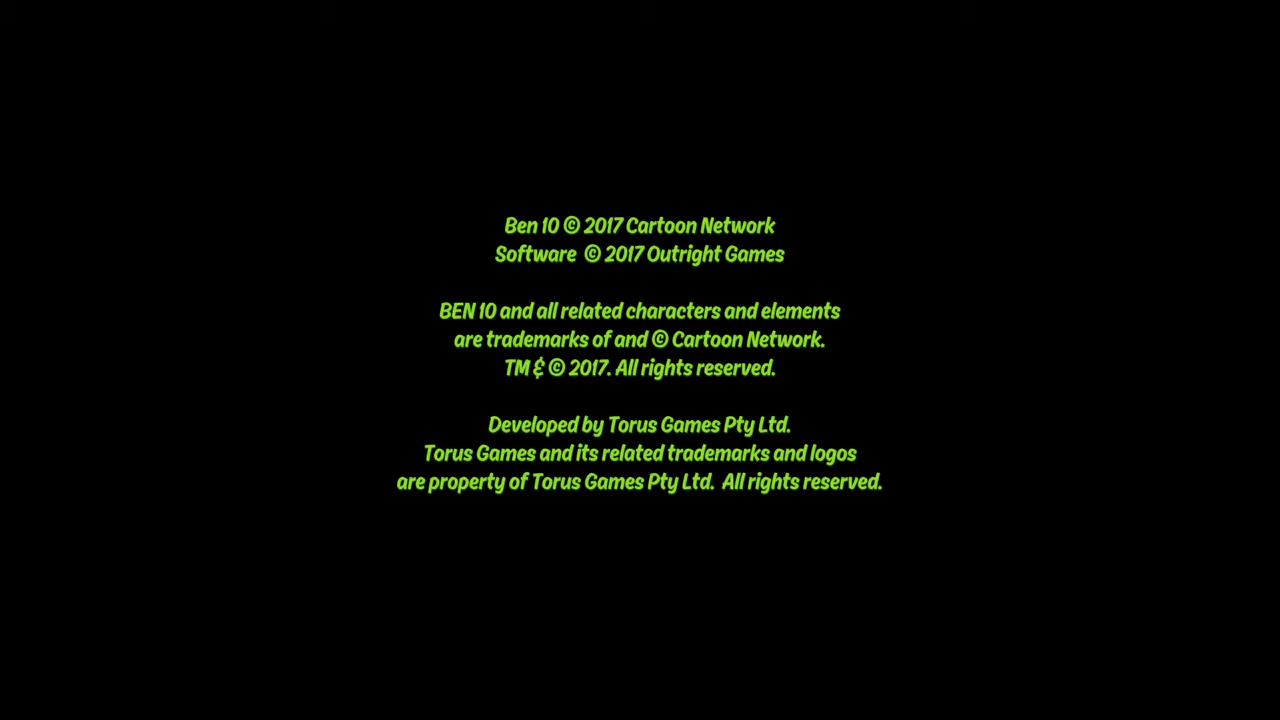 Ben 10 © 2017 Cartoon Network
Software © 2017 Outright Games
BEN 10 and all related characters and elements
are trademarks of and © Cartoon Network.
TM & © 2017. All rights reserved.
Developed by Torus Games Pty Ltd.
Torus Games and its related trademarks and logos
are property of Torus Games Pty Ltd. All rights reserved.